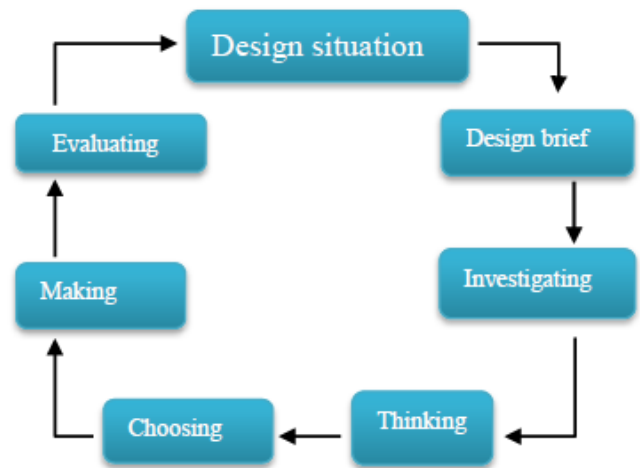 Design situation
Design brief
Investigating
Thinking
Choosing
Making
Evaluating